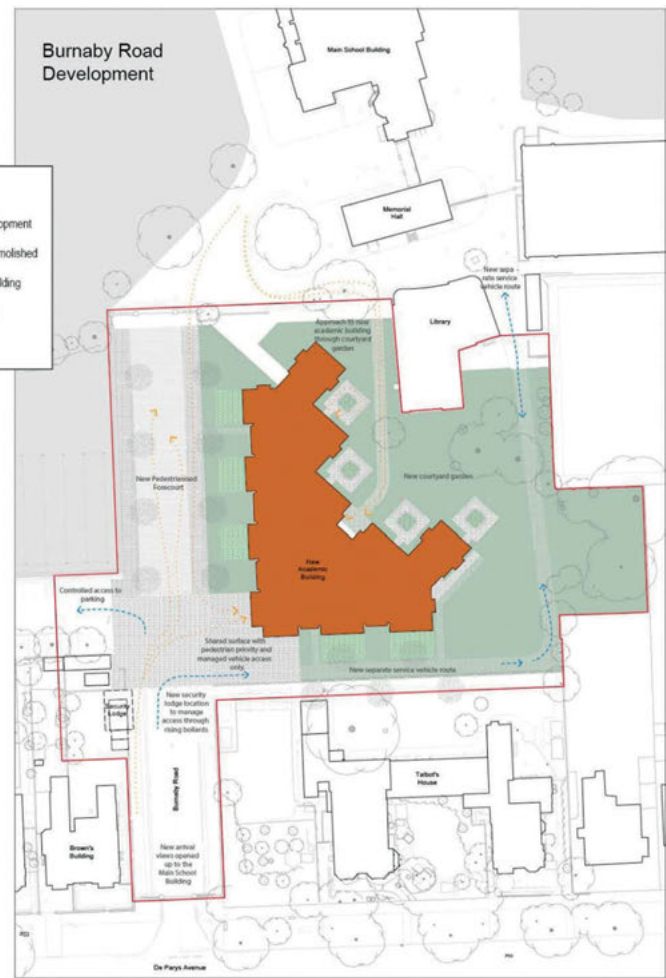 Burnaby Road
Development
opment
molished
lding
Main School Building
Memorial
Hall
New sepa-
rate service
vehicle route
Library
Approach to new
academic building
through courtyard
garden
New Pedestrianised
Forecourt
New courtyard garden
New
Academic
Building
Controlled access to
parking
Shared surface with
pedestrian priority and
managed vehicle access
only.
New separate service vehicle route
Security
Lodge
New security
lodge location
to manage
access through
rising bollards
Burnaby Road
Talbot's
House
Brown's
Building
New arrival
views opened
up to the
Main School
Building
De Parys Avenue